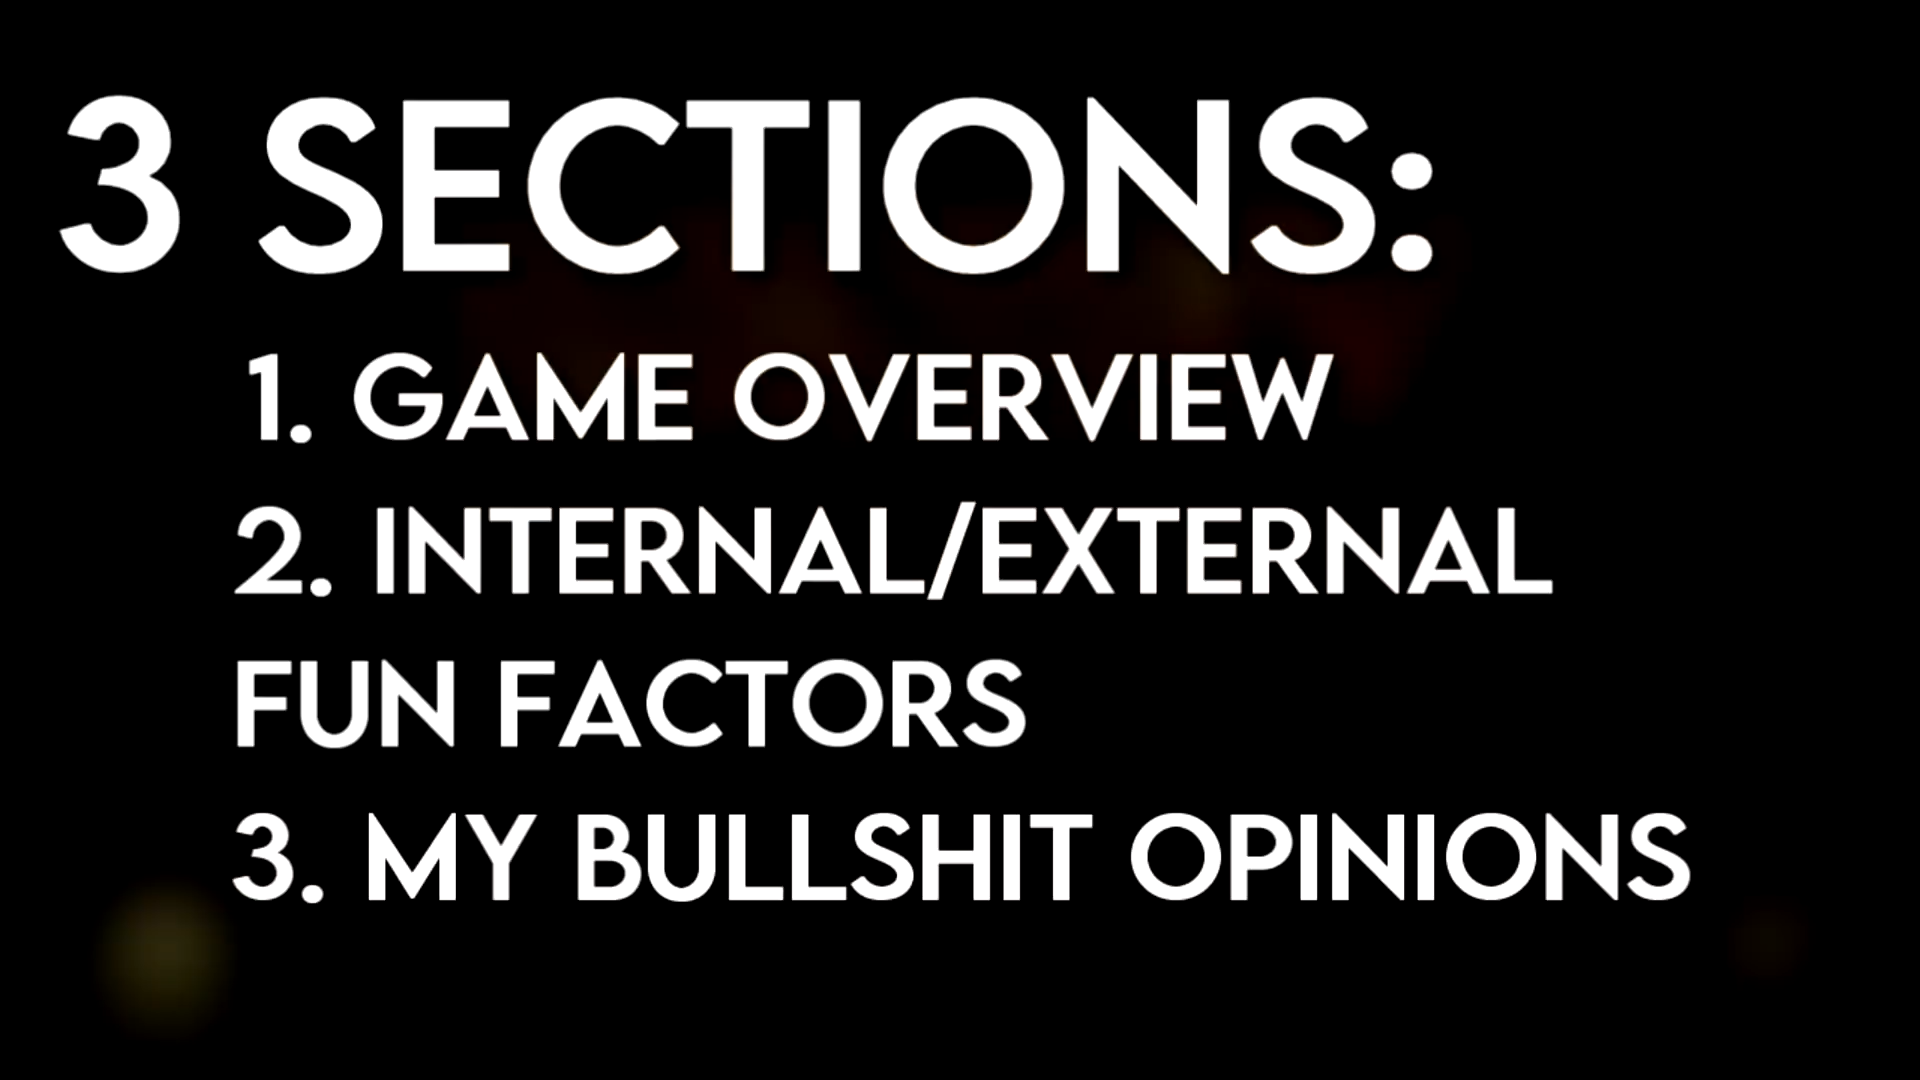 3 SECTIONS:
1. GAME OVERVIEW
2. INTERNAL/EXTERNAL
FUN FACTORS
3. MY BULLSHIT OPINIONS